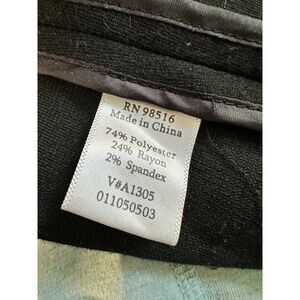 RN 98516
Made in China
74% Polyester
24% Rayon
2% Spandex
V#A1305
011050503